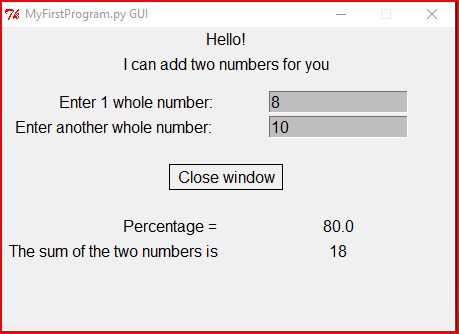 MyFirstProgram.py GUI
Hello!
I can add two numbers for you
Enter 1 whole number: 8
Enter another whole number: 10
Close window
Percentage = 80.0
The sum of the two numbers is 18